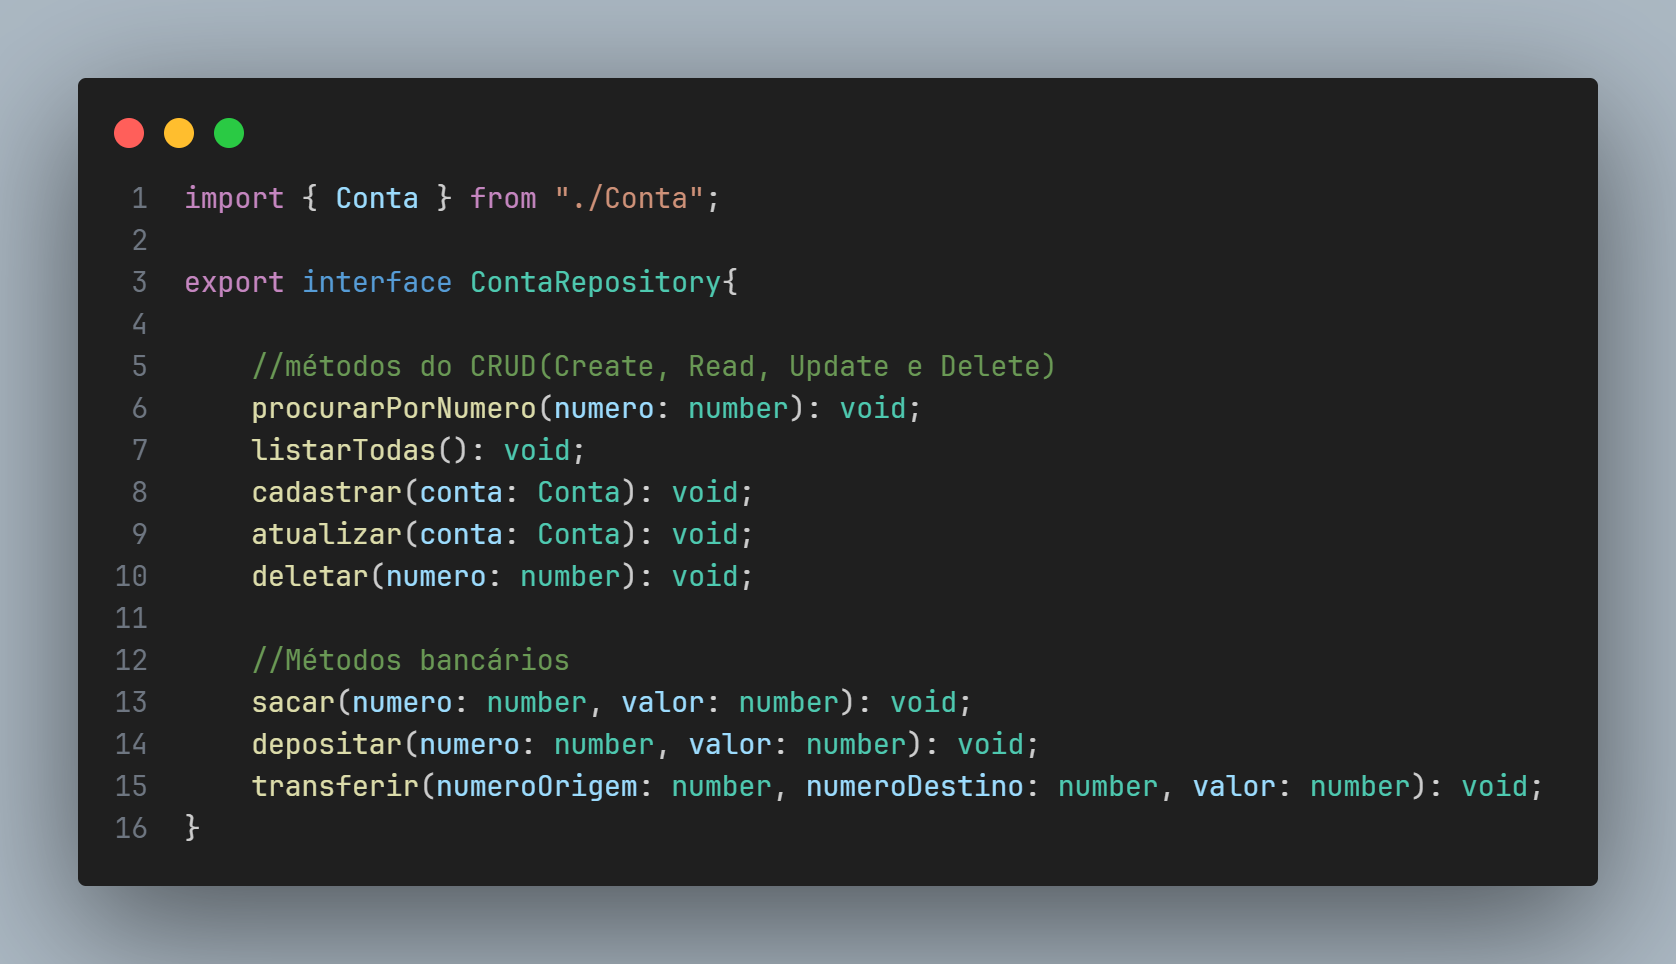 1 import { Conta } from "./Conta";
2
3 export interface ContaRepository{
4
5     //métodos do CRUD(Create, Read, Update e Delete)
6     procurarPorNumero(numero: number): void;
7     listarTodas(): void;
8     cadastrar(conta: Conta): void;
9     atualizar(conta: Conta): void;
10     deletar(numero: number): void;
11
12     //Métodos bancários
13     sacar(numero: number, valor: number): void;
14     depositar(numero: number, valor: number): void;
15     transferir(numeroOrigem: number, numeroDestino: number, valor: number): void;
16 }